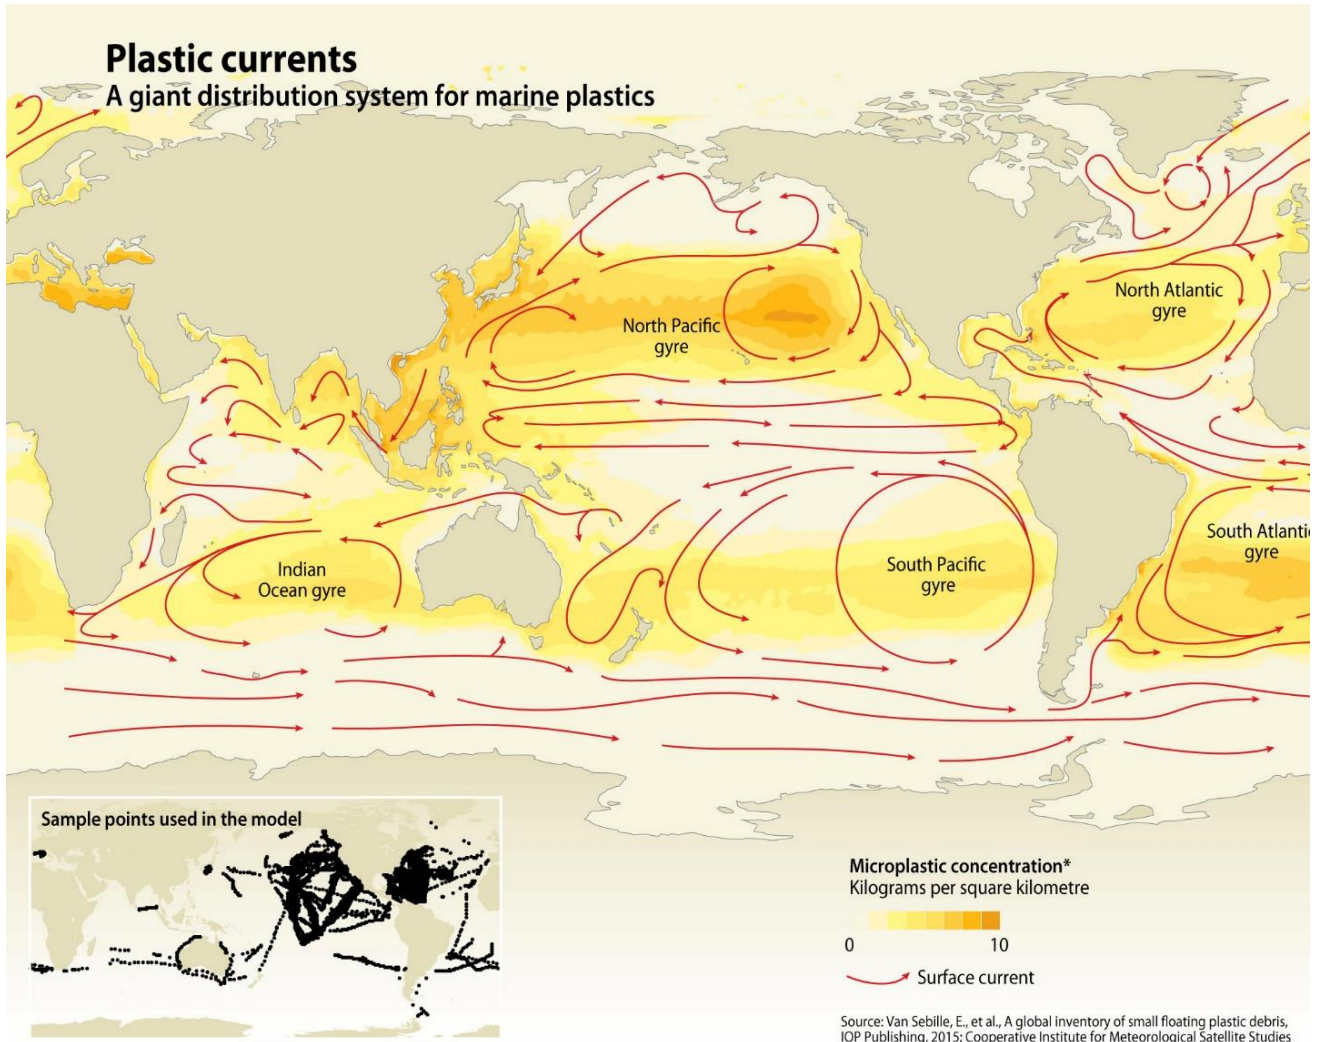 Plastic currents
A giant distribution system for marine plastics
North Atlantic
gyre
North Pacific
gyre
South Atlantic
gyre
Indian
Ocean gyre
South Pacific
gyre
Sample points used in the model
Microplastic concentration*
Kilograms per square kilometre
0 10
Surface current
Source: Van Sebille, E., et al., A global inventory of small floating plastic debris,
IOP Publishing, 2015; Cooperative Institute for Meteorological Satellite Studies